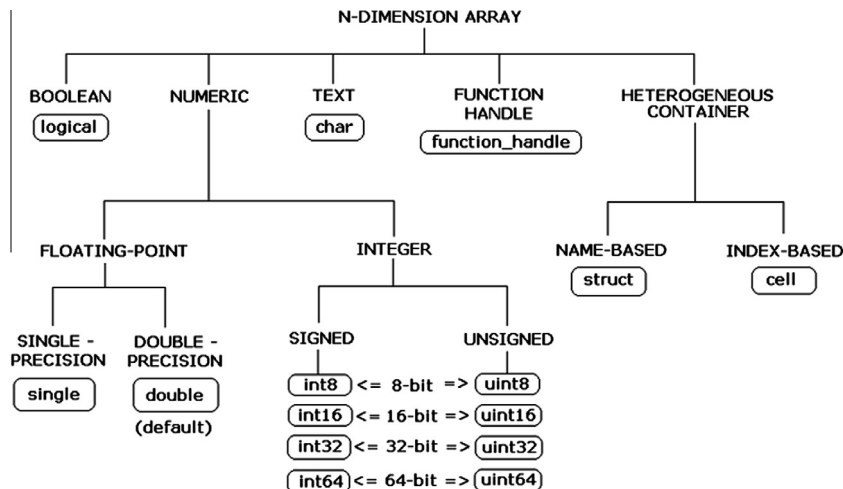 N-DIMENSION ARRAY
BOOLEAN
logical
NUMERIC
TEXT
char
FUNCTION
HANDLE
function_handle
HETEROGENEOUS
CONTAINER
FLOATING-POINT
INTEGER
NAME-BASED
struct
INDEX-BASED
cell
SINGLE -
PRECISION
single
DOUBLE -
PRECISION
double
(default)
SIGNED
UNSIGNED
int8 <= 8-bit => uint8
int16 <= 16-bit => uint16
int32 <= 32-bit => uint32
int64 <= 64-bit => uint64